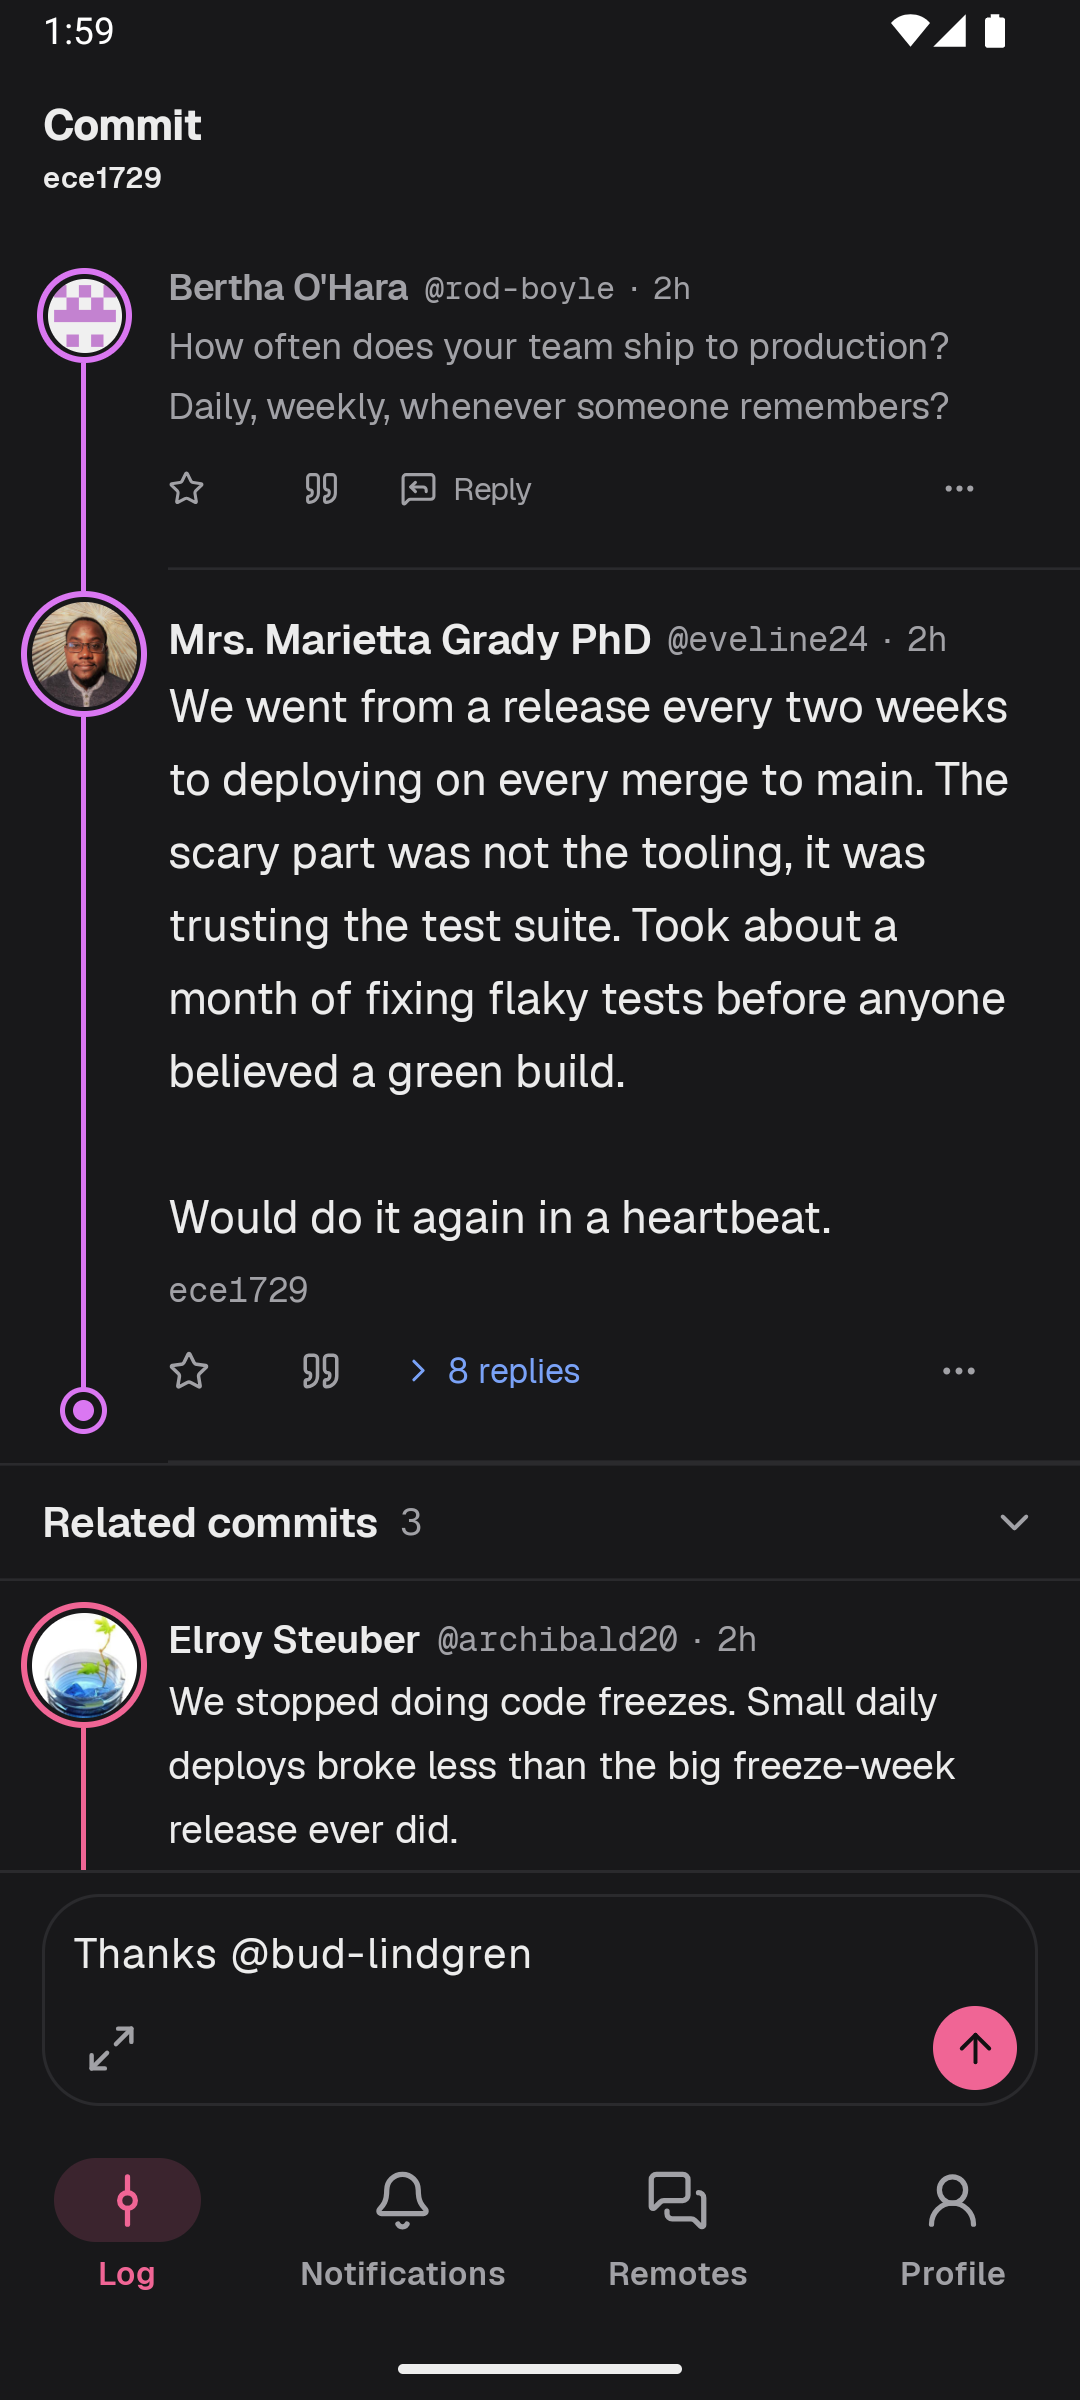 1:59
Commit
ece1729
Bertha O'Hara @rod-boyle · 2h
How often does your team ship to production?
Daily, weekly, whenever someone remembers?
Reply
Mrs. Marietta Grady PhD @eveline24 · 2h
We went from a release every two weeks
to deploying on every merge to main. The
scary part was not the tooling, it was
trusting the test suite. Took about a
month of fixing flaky tests before anyone
believed a green build.
Would do it again in a heartbeat.
ece1729
8 replies
Related commits 3
Elroy Steuber @archibald20 · 2h
We stopped doing code freezes. Small daily
deploys broke less than the big freeze-week
release ever did.
Thanks @bud-lindgren
Log
Notifications
Remotes
Profile